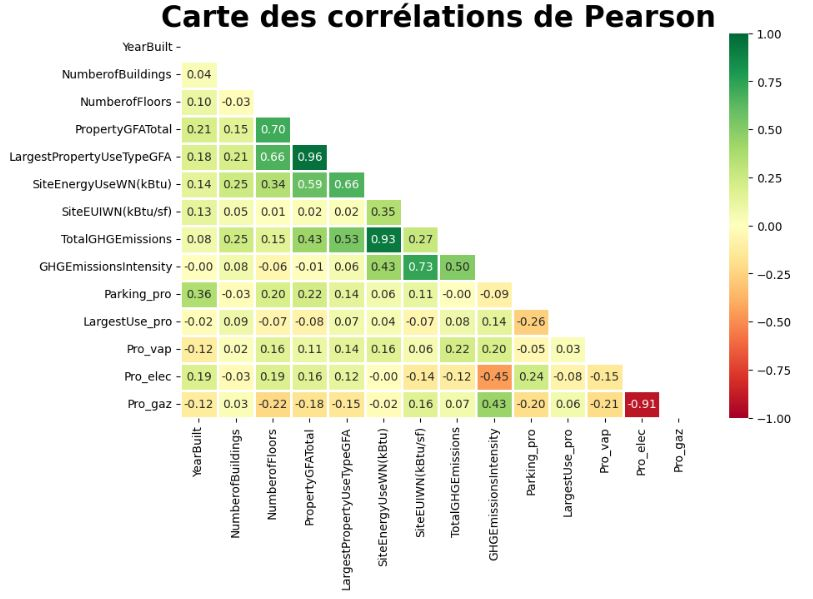 Carte des corrélations de Pearson
YearBuilt
NumberofBuildings 0.04
NumberofFloors 0.10 -0.03
PropertyGFATotal 0.21 0.15 0.70
LargestPropertyUseTypeGFA 0.18 0.21 0.66 0.96
SiteEnergyUseWN(kBtu) 0.14 0.25 0.34 0.59 0.66
SiteEUIWN(kBtu/sf) 0.13 0.05 0.01 0.02 0.02 0.35
TotalGHGEmissions 0.08 0.25 0.15 0.43 0.53 0.93 0.27
GHGEmissionsIntensity -0.00 0.08 -0.06 -0.01 0.06 0.43 0.73 0.50
Parking_pro 0.36 -0.03 0.20 0.22 0.14 0.06 0.11 -0.00 -0.09
LargestUse_pro -0.02 0.09 -0.07 -0.08 0.07 0.04 -0.07 0.08 0.14 -0.26
Pro_vap -0.12 0.02 0.16 0.11 0.14 0.16 0.06 0.22 0.20 -0.05 0.03
Pro_elec 0.19 -0.03 0.19 0.16 0.12 -0.00 -0.14 -0.12 -0.45 0.24 -0.08 -0.15
Pro_gaz -0.12 0.03 -0.22 -0.18 -0.15 -0.02 0.16 0.07 0.43 -0.20 0.06 -0.21 -0.91
YearBuilt
NumberofBuildings
NumberofFloors
PropertyGFATotal
LargestPropertyUseTypeGFA
SiteEnergyUseWN(kBtu)
SiteEUIWN(kBtu/sf)
TotalGHGEmissions
GHGEmissionsIntensity
Parking_pro
LargestUse_pro
Pro_vap
Pro_elec
Pro_gaz
1.00
0.75
0.50
0.25
0.00
−0.25
−0.50
−0.75
−1.00